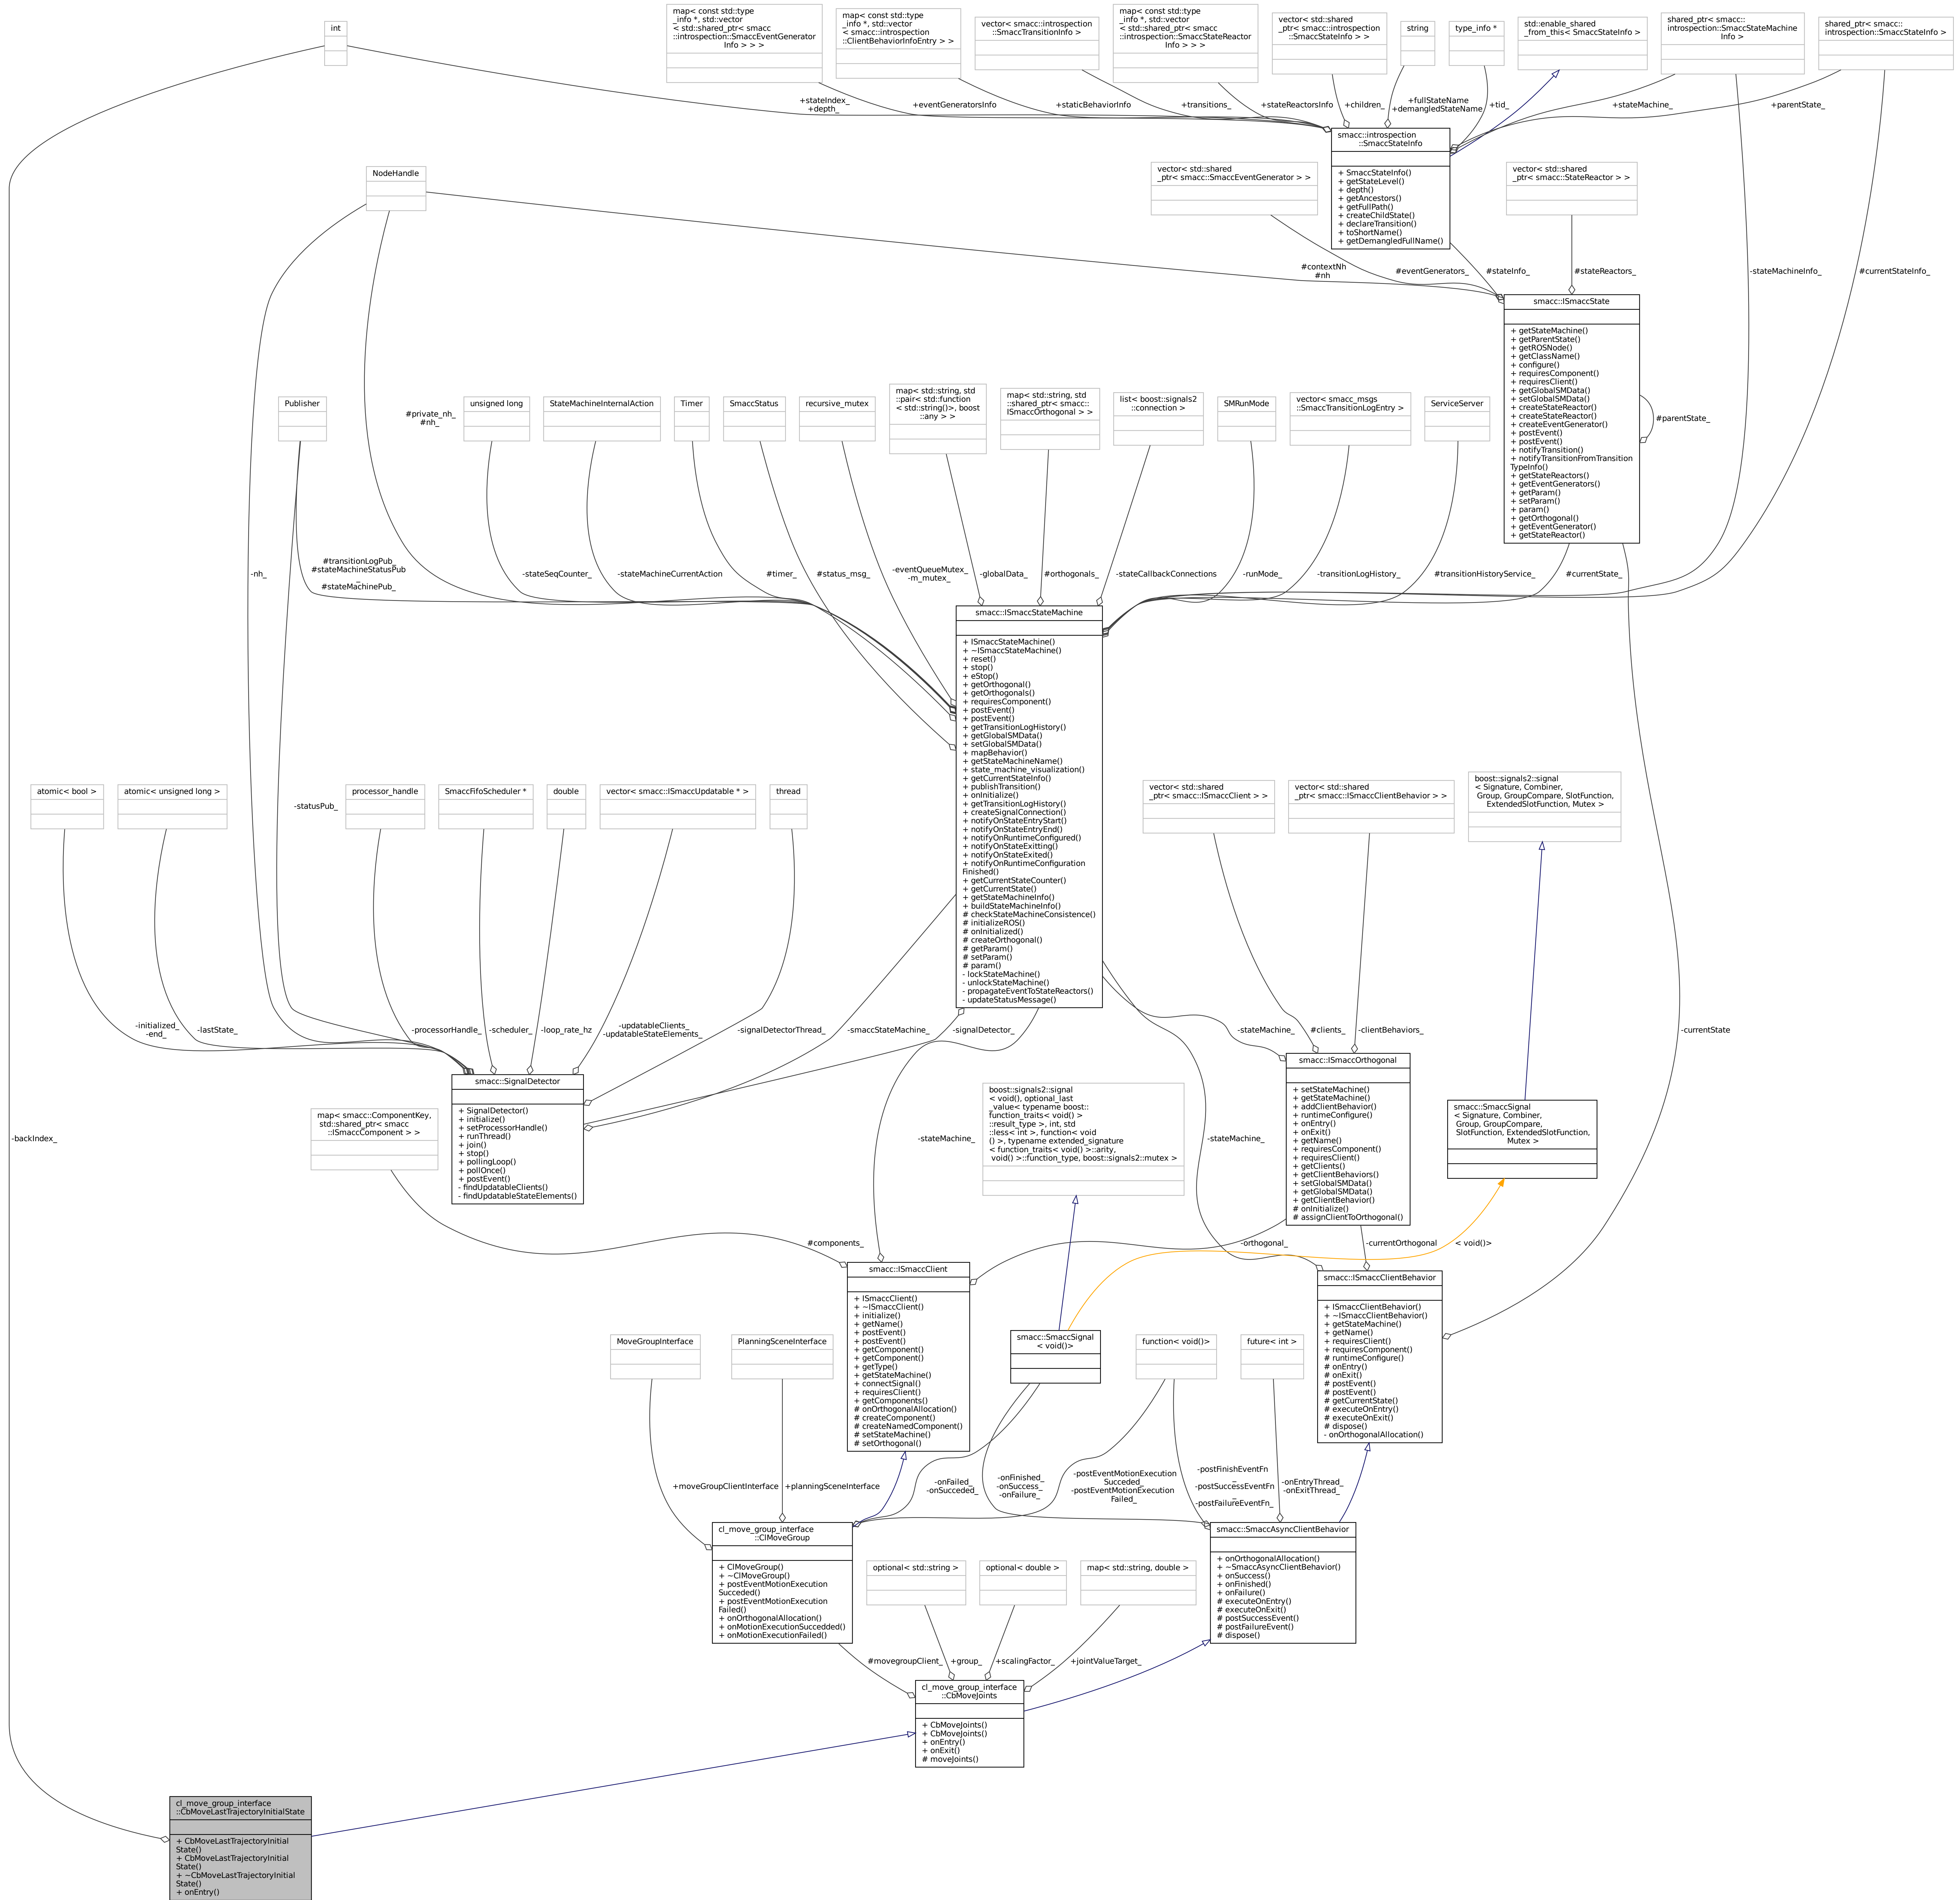 map< const std::type
_info *, std::vector
< std::shared_ptr< smacc
::introspection::SmaccEventGenerator
Info > > >
map< const std::type
_info *, std::vector
< smacc::introspection
::ClientBehaviorInfoEntry > >
vector< smacc::introspection
::SmaccTransitionInfo >
map< const std::type
_info *, std::vector
< std::shared_ptr< smacc
::introspection::SmaccStateReactor
Info > > >
vector< std::shared
_ptr< smacc::introspection
::SmaccStateInfo > >
string
type_info *
std::enable_shared
_from_this< SmaccStateInfo >
shared_ptr< smacc::
introspection::SmaccStateMachine
Info >
shared_ptr< smacc::
introspection::SmaccStateInfo >
int
+stateIndex_
+depth_
+eventGeneratorsInfo
+staticBehaviorInfo
+transitions_
+stateReactorsInfo
+children_
+fullStateName
+demangledStateName
+tid_
+stateMachine_
+parentState_
smacc::introspection
::SmaccStateInfo
+ SmaccStateInfo()
+ getStateLevel()
+ depth()
+ getAncestors()
+ getFullPath()
+ createChildState()
+ declareTransition()
+ toShortName()
+ getDemangledFullName()
NodeHandle
vector< std::shared
_ptr< smacc::SmaccEventGenerator > >
vector< std::shared
_ptr< smacc::StateReactor > >
#contextNh
#nh
#eventGenerators_
#stateInfo_
#stateReactors_
-stateMachineInfo_
#currentStateInfo_
smacc::ISmaccState
+ getStateMachine()
+ getParentState()
+ getROSNode()
+ getClassName()
+ configure()
+ requiresComponent()
+ requiresClient()
+ getGlobalSMData()
+ setGlobalSMData()
+ createStateReactor()
+ createStateReactor()
+ createEventGenerator()
+ postEvent()
+ postEvent()
+ notifyTransition()
+ notifyTransitionFromTransition
TypeInfo()
+ getStateReactors()
+ getEventGenerators()
+ getParam()
+ setParam()
+ param()
+ getOrthogonal()
+ getEventGenerator()
+ getStateReactor()
#parentState_
Publisher
#private_nh_
#nh_
unsigned long
StateMachineInternalAction
Timer
SmaccStatus
recursive_mutex
map< std::string, std
::pair< std::function
< std::string()>, boost
::any > >
map< std::string, std
::shared_ptr< smacc::
ISmaccOrthogonal > >
list< boost::signals2
::connection >
SMRunMode
vector< smacc_msgs
::SmaccTransitionLogEntry >
ServiceServer
-nh_
#transitionLogPub_
#stateMachineStatusPub
_
#stateMachinePub_
-stateSeqCounter_
-stateMachineCurrentAction
#timer_
#status_msg_
-eventQueueMutex_
-m_mutex_
-globalData_
#orthogonals_
-stateCallbackConnections
-runMode_
-transitionLogHistory_
#transitionHistoryService_
#currentState_
smacc::ISmaccStateMachine
+ ISmaccStateMachine()
+ ~ISmaccStateMachine()
+ reset()
+ stop()
+ eStop()
+ getOrthogonal()
+ getOrthogonals()
+ requiresComponent()
+ postEvent()
+ postEvent()
+ getTransitionLogHistory()
+ getGlobalSMData()
+ setGlobalSMData()
+ mapBehavior()
+ getStateMachineName()
+ state_machine_visualization()
+ getCurrentStateInfo()
+ publishTransition()
+ onInitialize()
+ getTransitionLogHistory()
+ createSignalConnection()
+ notifyOnStateEntryStart()
+ notifyOnStateEntryEnd()
+ notifyOnRuntimeConfigured()
+ notifyOnStateExitting()
+ notifyOnStateExited()
+ notifyOnRuntimeConfiguration
Finished()
+ getCurrentStateCounter()
+ getCurrentState()
+ getStateMachineInfo()
+ buildStateMachineInfo()
# checkStateMachineConsistence()
# initializeROS()
# onInitialized()
# createOrthogonal()
# getParam()
# setParam()
# param()
- lockStateMachine()
- unlockStateMachine()
- propagateEventToStateReactors()
- updateStatusMessage()
atomic< bool >
atomic< unsigned long >
-statusPub_
processor_handle
SmaccFifoScheduler *
double
vector< smacc::ISmaccUpdatable * >
thread
vector< std::shared
_ptr< smacc::ISmaccClient > >
vector< std::shared
_ptr< smacc::ISmaccClientBehavior > >
boost::signals2::signal
< Signature, Combiner,
Group, GroupCompare, SlotFunction,
ExtendedSlotFunction, Mutex >
-initialized_
-end_
-lastState_
-processorHandle_
-scheduler_
-loop_rate_hz
-updatableClients_
-updatableStateElements_
-signalDetectorThread_
-smaccStateMachine_
-signalDetector_
-stateMachine_
#clients_
-clientBehaviors_
-currentState
smacc::SignalDetector
+ SignalDetector()
+ initialize()
+ setProcessorHandle()
+ runThread()
+ join()
+ stop()
+ pollingLoop()
+ pollOnce()
+ postEvent()
- findUpdatableClients()
- findUpdatableStateElements()
map< smacc::ComponentKey,
std::shared_ptr< smacc
::ISmaccComponent > >
smacc::ISmaccOrthogonal
+ setStateMachine()
+ getStateMachine()
+ addClientBehavior()
+ runtimeConfigure()
+ onEntry()
+ onExit()
+ getName()
+ requiresComponent()
+ requiresClient()
+ getClients()
+ getClientBehaviors()
+ setGlobalSMData()
+ getGlobalSMData()
+ getClientBehavior()
# onInitialize()
# assignClientToOrthogonal()
boost::signals2::signal
< void(), optional_last
_value< typename boost::
function_traits< void() >
::result_type >, int, std
::less< int >, function< void
() >, typename extended_signature
< function_traits< void() >::arity,
void() >::function_type, boost::signals2::mutex >
smacc::SmaccSignal
< Signature, Combiner,
Group, GroupCompare,
SlotFunction, ExtendedSlotFunction,
Mutex >
-backIndex_
-stateMachine_
-stateMachine_
#components_
-orthogonal_
-currentOrthogonal
< void()>
smacc::ISmaccClient
+ ISmaccClient()
+ ~ISmaccClient()
+ initialize()
+ getName()
+ postEvent()
+ postEvent()
+ getComponent()
+ getComponent()
+ getType()
+ getStateMachine()
+ connectSignal()
+ requiresClient()
+ getComponents()
# onOrthogonalAllocation()
# createComponent()
# createNamedComponent()
# setStateMachine()
# setOrthogonal()
smacc::ISmaccClientBehavior
+ ISmaccClientBehavior()
+ ~ISmaccClientBehavior()
+ getStateMachine()
+ getName()
+ requiresClient()
+ requiresComponent()
# runtimeConfigure()
# onEntry()
# onExit()
# postEvent()
# postEvent()
# getCurrentState()
# executeOnEntry()
# executeOnExit()
# dispose()
- onOrthogonalAllocation()
MoveGroupInterface
PlanningSceneInterface
smacc::SmaccSignal
< void()>
function< void()>
future< int >
+moveGroupClientInterface
+planningSceneInterface
-onFailed_
-onSucceded_
-onFinished_
-onSuccess_
-onFailure_
-postEventMotionExecution
Succeded_
-postEventMotionExecution
Failed_
-postFinishEventFn
_
-postSuccessEventFn
_
-postFailureEventFn_
-onEntryThread_
-onExitThread_
cl_move_group_interface
::ClMoveGroup
+ ClMoveGroup()
+ ~ClMoveGroup()
+ postEventMotionExecution
Succeded()
+ postEventMotionExecution
Failed()
+ onOrthogonalAllocation()
+ onMotionExecutionSuccedded()
+ onMotionExecutionFailed()
optional< std::string >
optional< double >
map< std::string, double >
smacc::SmaccAsyncClientBehavior
+ onOrthogonalAllocation()
+ ~SmaccAsyncClientBehavior()
+ onSuccess()
+ onFinished()
+ onFailure()
# executeOnEntry()
# executeOnExit()
# postSuccessEvent()
# postFailureEvent()
# dispose()
#movegroupClient_
+group_
+scalingFactor_
+jointValueTarget_
cl_move_group_interface
::CbMoveJoints
+ CbMoveJoints()
+ CbMoveJoints()
+ onEntry()
+ onExit()
# moveJoints()
cl_move_group_interface
::CbMoveLastTrajectoryInitialState
+ CbMoveLastTrajectoryInitial
State()
+ CbMoveLastTrajectoryInitial
State()
+ ~CbMoveLastTrajectoryInitial
State()
+ onEntry()